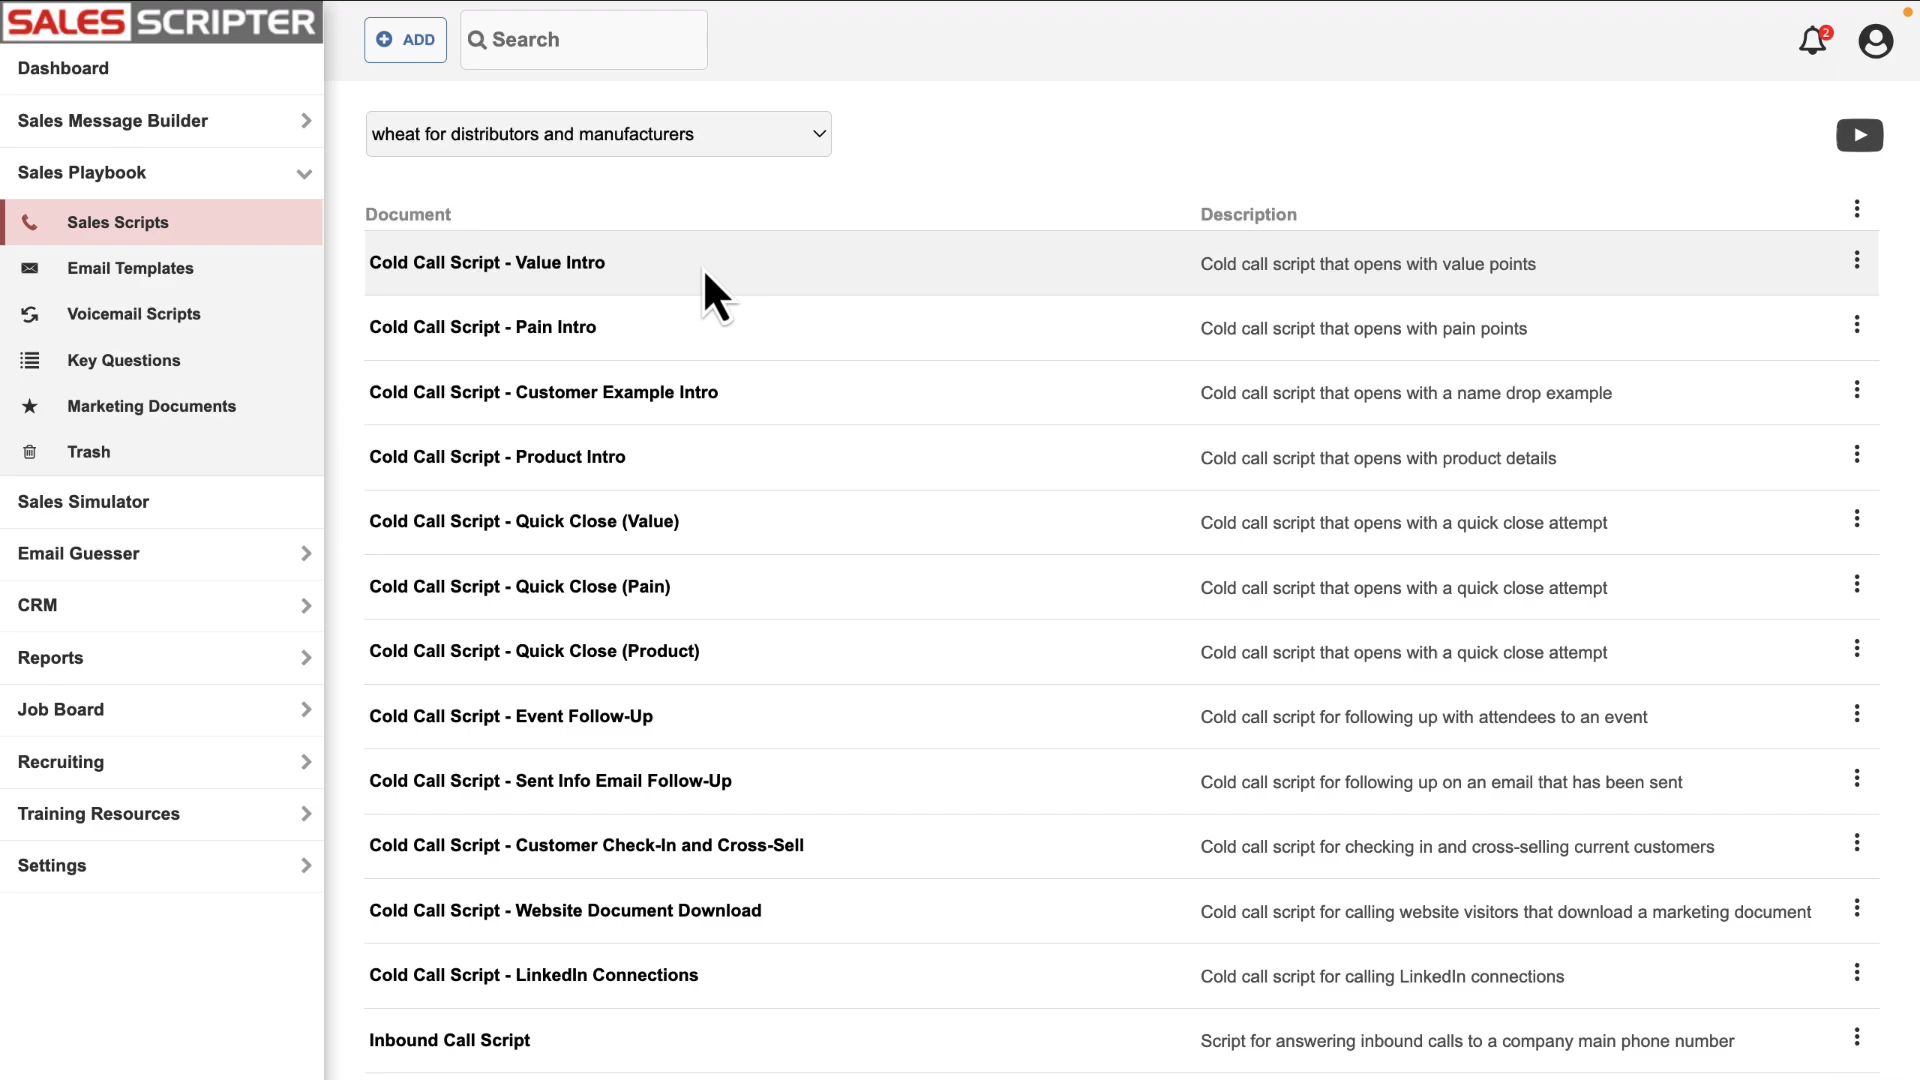 SALES SCRIPTER
ADD
Search
2
Dashboard
Sales Message Builder
Sales Playbook
Sales Scripts
Email Templates
Voicemail Scripts
Key Questions
Marketing Documents
Trash
Sales Simulator
Email Guesser
CRM
Reports
Job Board
Recruiting
Training Resources
Settings
wheat for distributors and manufacturers
Document Description
Cold Call Script - Value Intro Cold call script that opens with value points
Cold Call Script - Pain Intro Cold call script that opens with pain points
Cold Call Script - Customer Example Intro Cold call script that opens with a name drop example
Cold Call Script - Product Intro Cold call script that opens with product details
Cold Call Script - Quick Close (Value) Cold call script that opens with a quick close attempt
Cold Call Script - Quick Close (Pain) Cold call script that opens with a quick close attempt
Cold Call Script - Quick Close (Product) Cold call script that opens with a quick close attempt
Cold Call Script - Event Follow-Up Cold call script for following up with attendees to an event
Cold Call Script - Sent Info Email Follow-Up Cold call script for following up on an email that has been sent
Cold Call Script - Customer Check-In and Cross-Sell Cold call script for checking in and cross-selling current customers
Cold Call Script - Website Document Download Cold call script for calling website visitors that download a marketing document
Cold Call Script - LinkedIn Connections Cold call script for calling LinkedIn connections
Inbound Call Script Script for answering inbound calls to a company main phone number